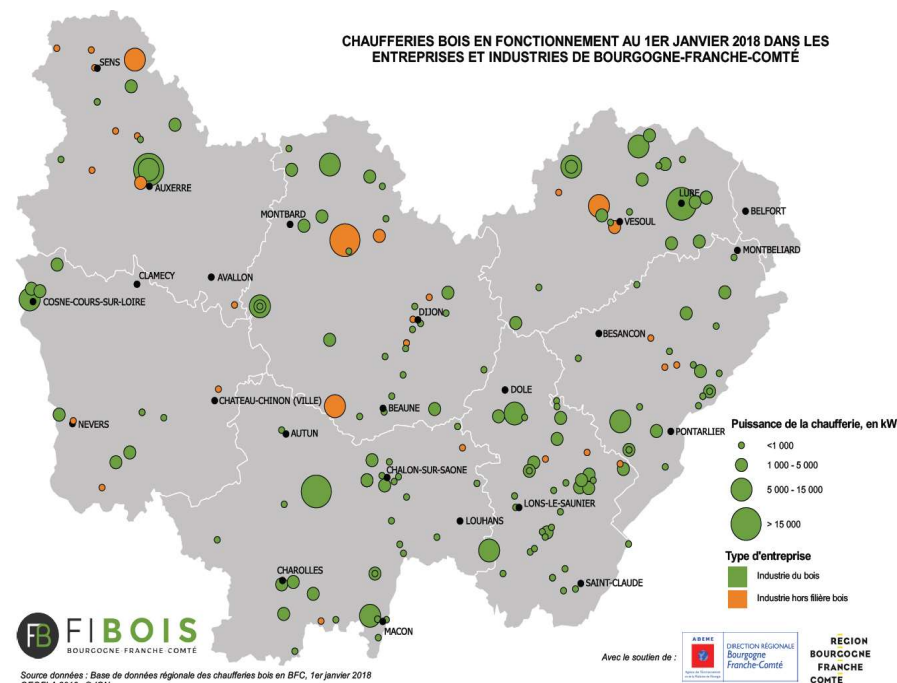 CHAUFFERIES BOIS EN FONCTIONNEMENT AU 1ER JANVIER 2018 DANS LES
ENTREPRISES ET INDUSTRIES DE BOURGOGNE-FRANCHE-COMTÉ
SENS
AUXERRE
MONTBARD
LURE
VESOUL
BELFORT
MONTBELIARD
CLAMECY
AVALLON
COSNE-COURS-SUR-LOIRE
DIJON
BESANCON
DOLE
CHATEAU-CHINON (VILLE)
BEAUNE
NEVERS
AUTUN
PONTARLIER
CHALON-SUR-SAONE
LONS-LE-SAUNIER
LOUHANS
CHAROLLES
SAINT-CLAUDE
MACON
Puissance de la chaufferie, en kW
<1 000
1 000 - 5 000
5 000 - 15 000
> 15 000
Type d'entreprise
Industrie du bois
Industrie hors filière bois
FB
FIBOIS
BOURGOGNE FRANCHE-COMTÉ
Avec le soutien de :
ADEME
DIRECTION RÉGIONALE
Bourgogne
Franche-Comté
REGION
BOURGOGNE
FRANCHE
COMTE
Source données : Base de données régionale des chaufferies bois en BFC, 1er janvier 2018